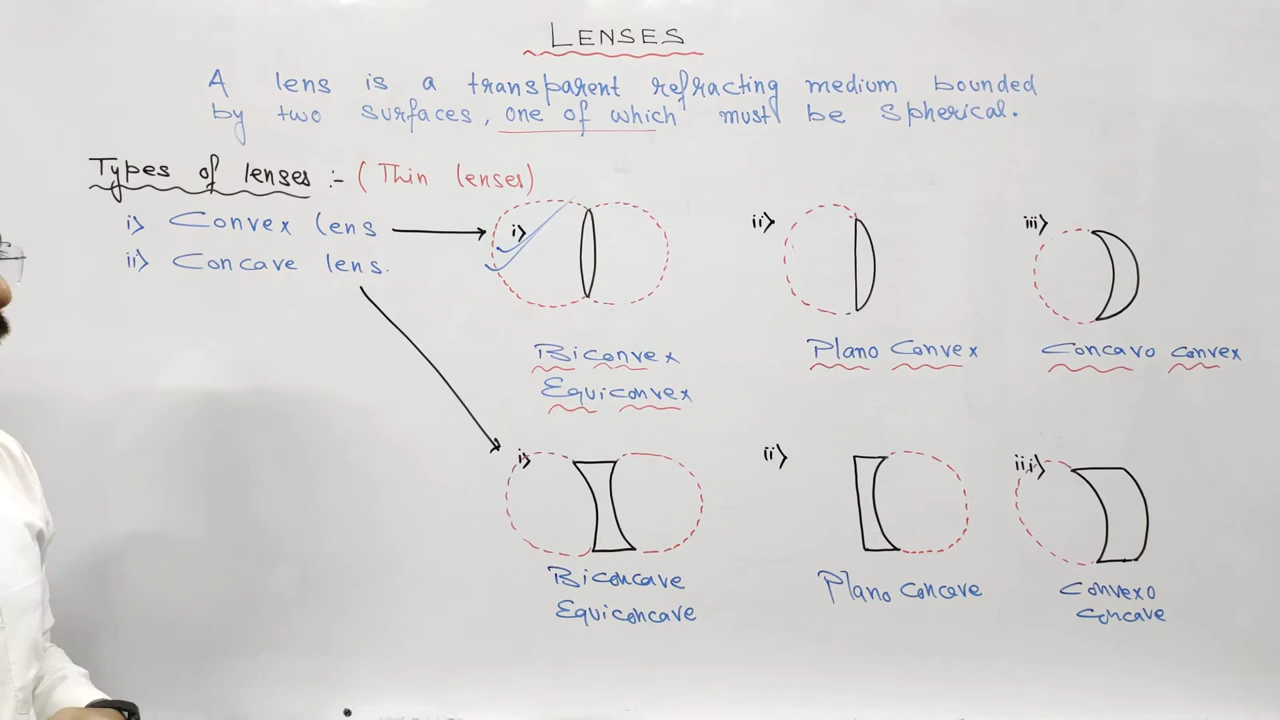 LENSES
A lens is a transparent refracting medium bounded
by two surfaces, one of which must be spherical.
Types of lenses :- (Thin lenses)
i) Convex lens
ii) Concave lens.
i)
ii)
iii)
Biconvex
Equiconvex
Plano Convex
Concavo convex
i)
ii)
iii)
Biconcave
Equiconcave
Plano concave
Convexo
concave